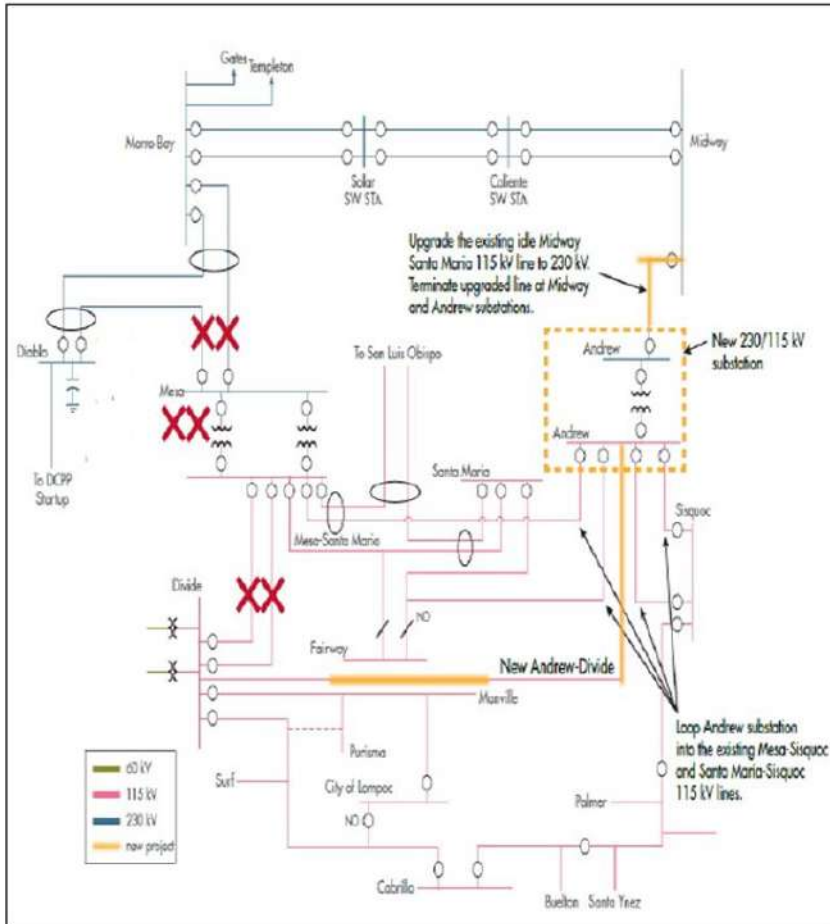 Gates
Templeton
Morro Bay
Midway
Solar
SW STA
Caliente
SW STA
Upgrade the existing idle Midway
Santa Maria 115 kV line to 230 kV.
Terminate upgraded line at Midway
and Andrew substations.
Diablo
To DCPP
Startup
Mesa
To San Luis Obispo
Andrew
New 230/115 kV
substation
Andrew
Santa Maria
Mesa-Santa Maria
Sisquoc
Divide
NO
Fairway
New Andrew-Divide
Manville
Purisma
Surf
City of Lompoc
NO
Loop Andrew substation
into the existing Mesa-Sisquoc
and Santa Maria-Sisquoc
115 kV lines.
Palmer
Cabrillo
Buelton
Santa Ynez
60 kV
115 kV
230 kV
new project